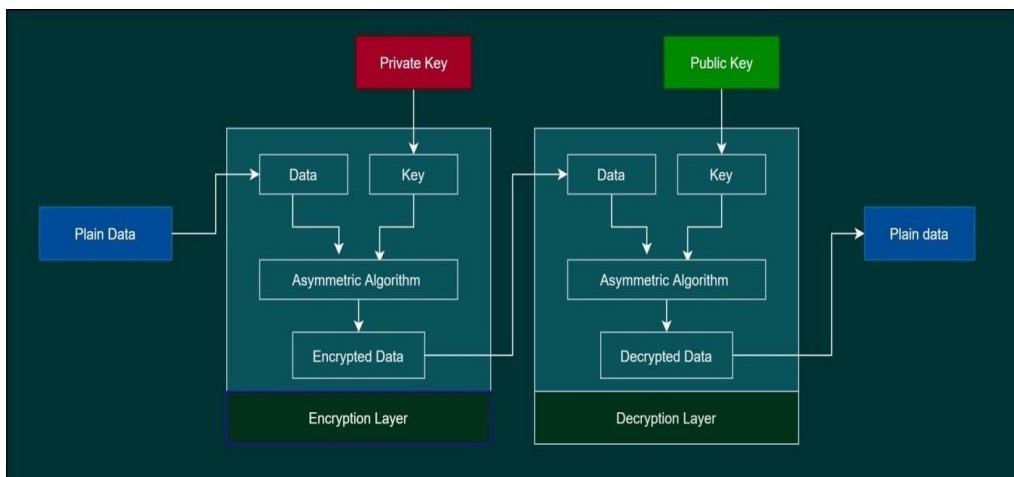 Private Key
Public Key
Data
Key
Data
Key
Plain Data
Plain data
Asymmetric Algorithm
Asymmetric Algorithm
Encrypted Data
Decrypted Data
Encryption Layer
Decryption Layer